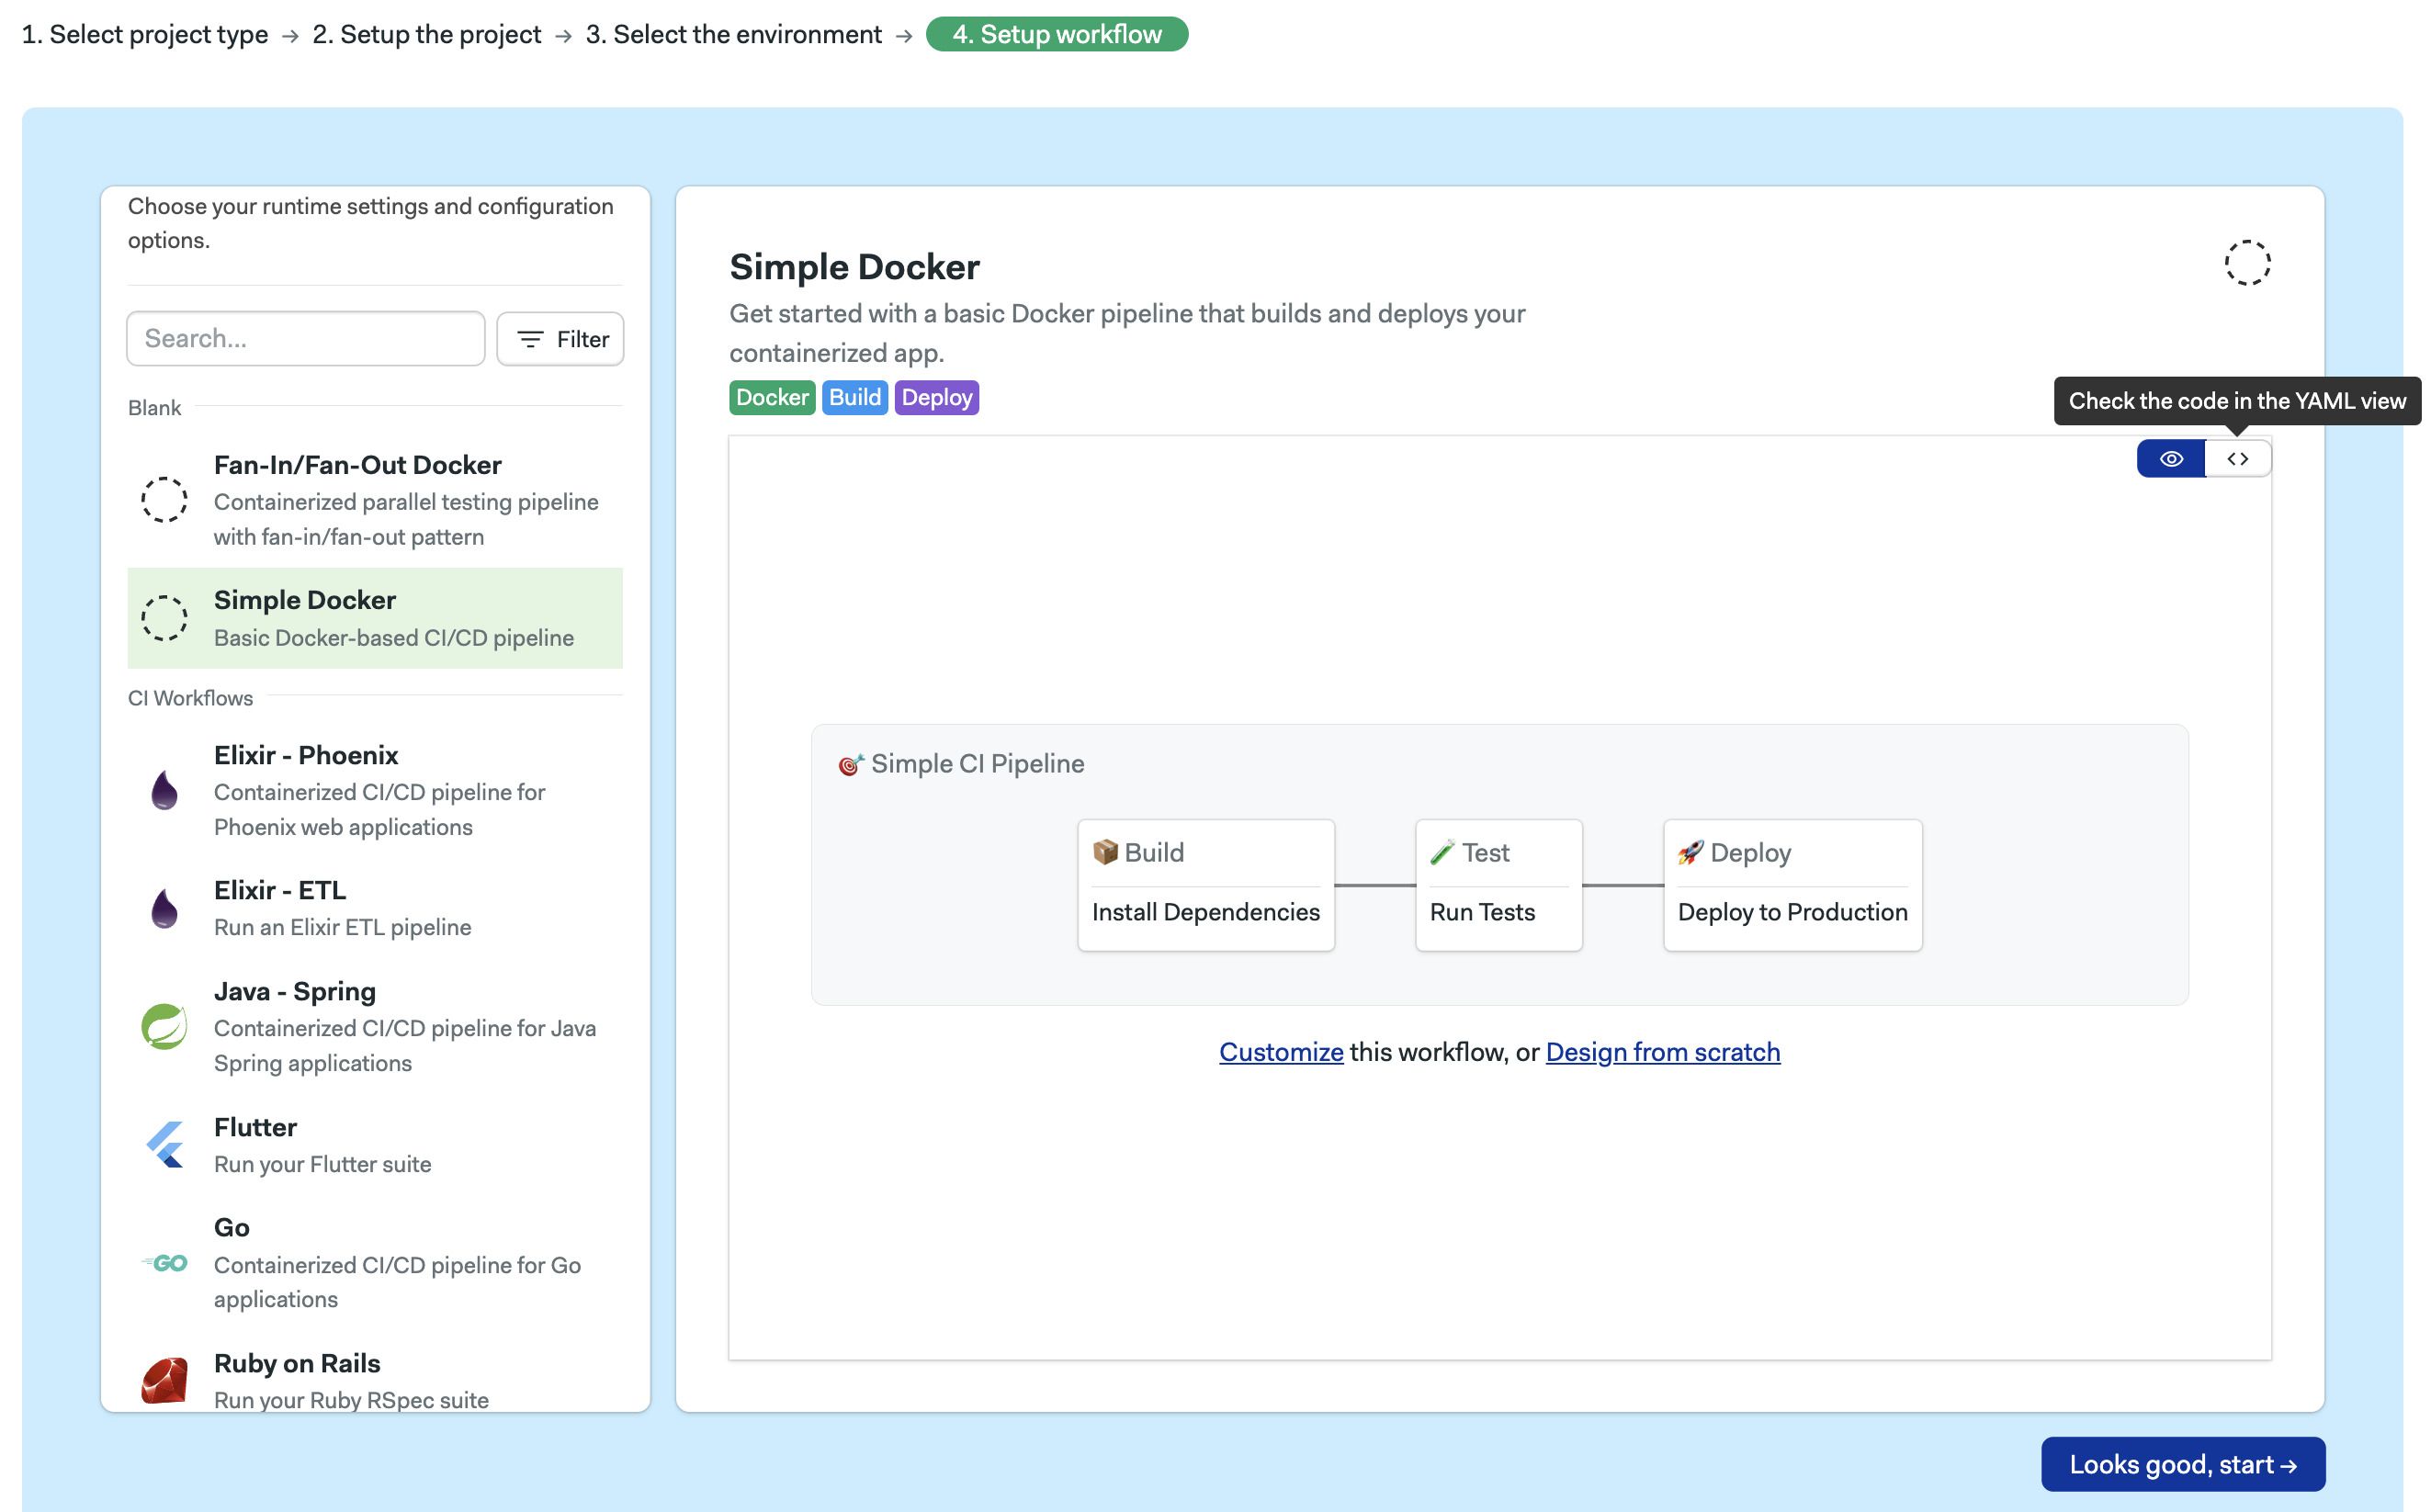 1. Select project type → 2. Setup the project → 3. Select the environment → 4. Setup workflow
Choose your runtime settings and configuration
options.
Search...
Filter
Blank
Fan-In/Fan-Out Docker
Containerized parallel testing pipeline
with fan-in/fan-out pattern
Simple Docker
Basic Docker-based CI/CD pipeline
CI Workflows
Elixir - Phoenix
Containerized CI/CD pipeline for
Phoenix web applications
Elixir - ETL
Run an Elixir ETL pipeline
Java - Spring
Containerized CI/CD pipeline for Java
Spring applications
Flutter
Run your Flutter suite
GO
Go
Containerized CI/CD pipeline for Go
applications
Ruby on Rails
Run your Ruby RSpec suite
Simple Docker
Get started with a basic Docker pipeline that builds and deploys your
containerized app.
Docker Build Deploy
Check the code in the YAML view
<>
🎯 Simple CI Pipeline
📦 Build
Install Dependencies
🧪 Test
Run Tests
🚀 Deploy
Deploy to Production
Customize this workflow, or Design from scratch
Looks good, start →